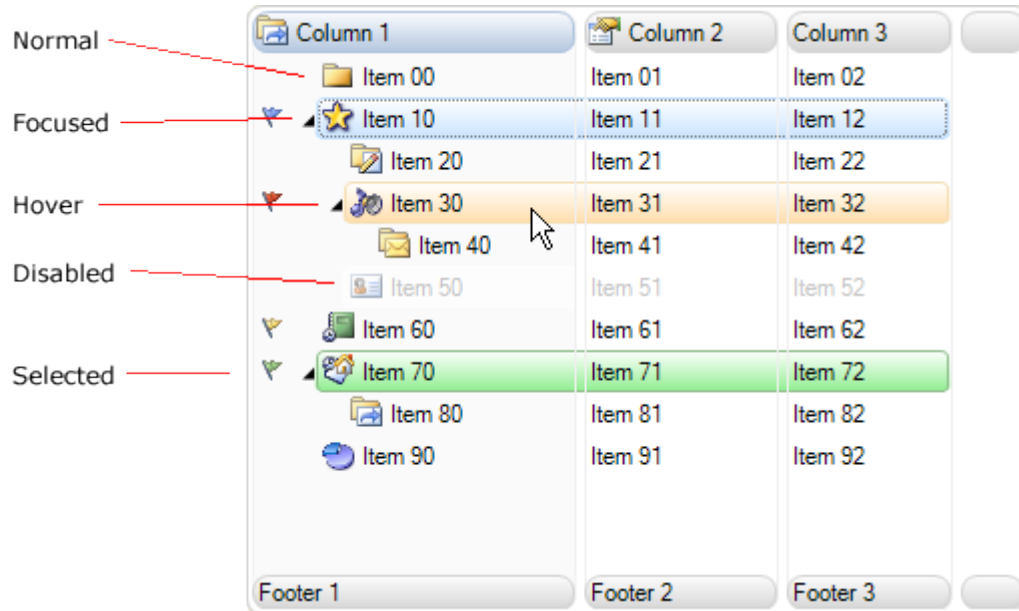 Column 1 Column 2 Column 3
Normal
Item 00 Item 01 Item 02
Focused Item 10 Item 11 Item 12
Item 20 Item 21 Item 22
Hover Item 30 Item 31 Item 32
Item 40 Item 41 Item 42
Disabled Item 50 Item 51 Item 52
Item 60 Item 61 Item 62
Selected Item 70 Item 71 Item 72
Item 80 Item 81 Item 82
Item 90 Item 91 Item 92
Footer 1 Footer 2 Footer 3